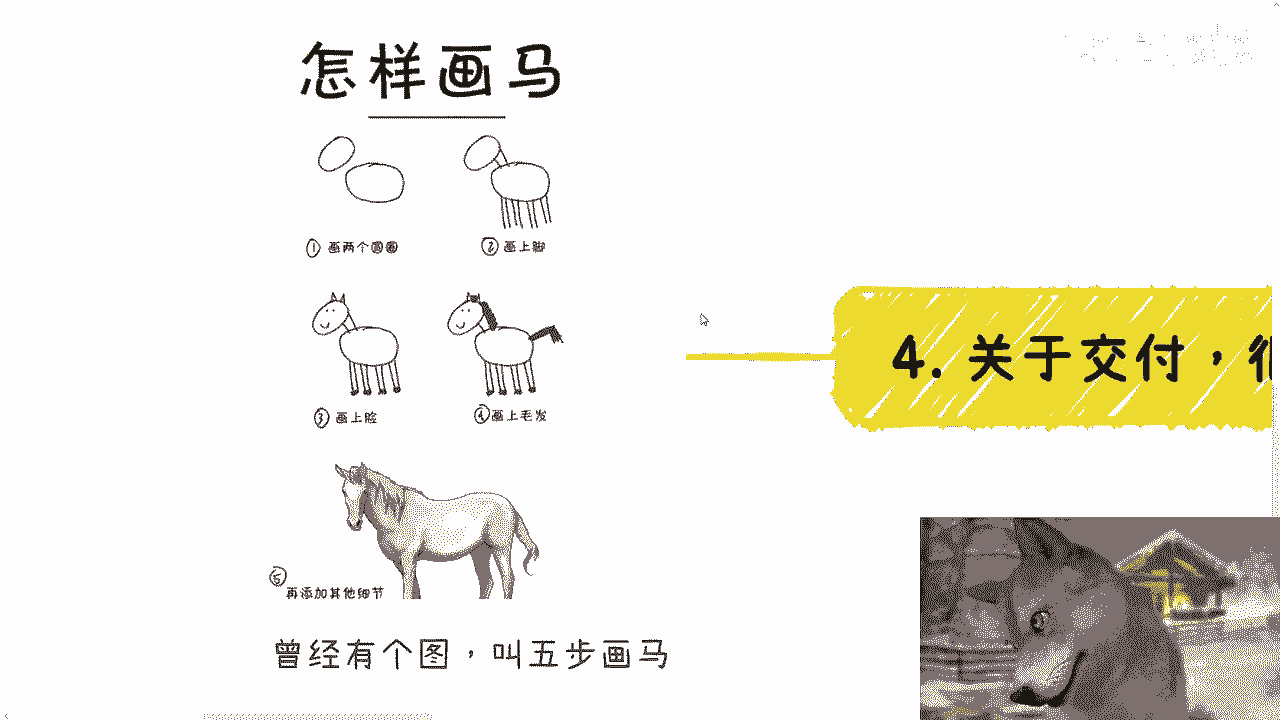 怎样画马
① 画两个圆圈
② 画上脚
③ 画上脸
④ 画上毛发
⑤ 再添加其他细节
曾经有个图，叫五步画马
4. 关于交付，